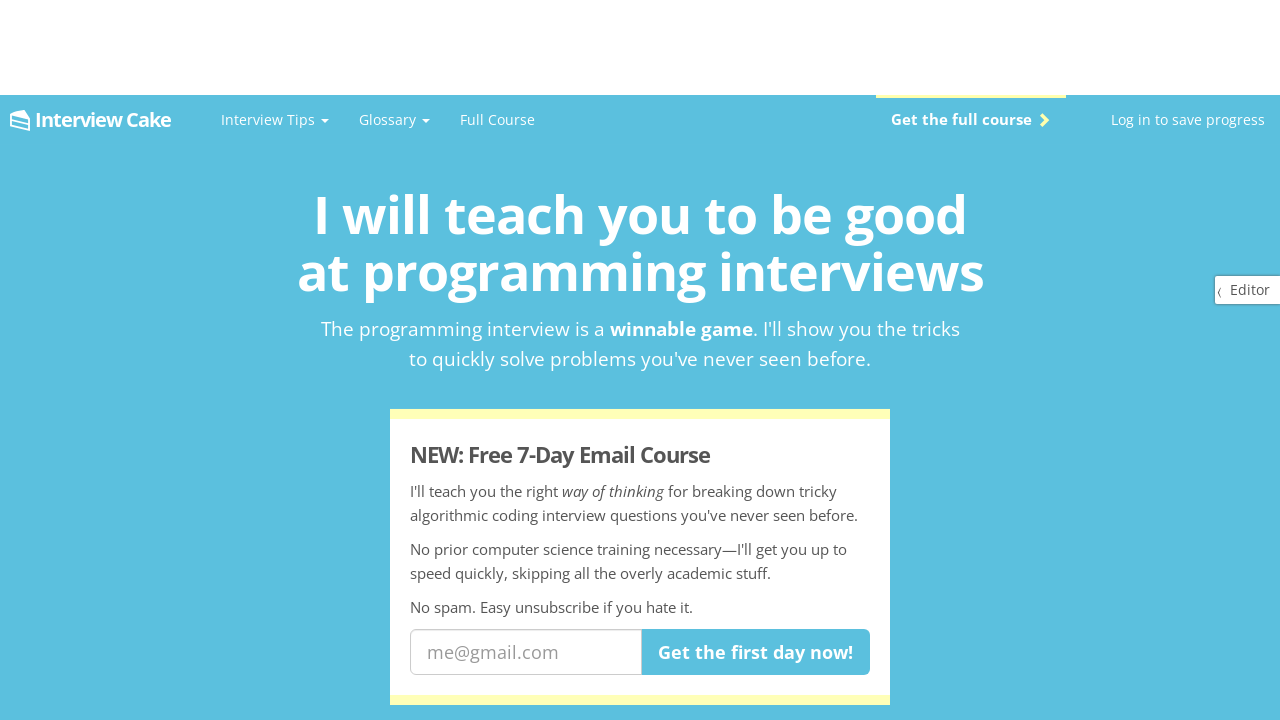 Interview Cake
Interview Tips
Glossary
Full Course
Get the full course
Log in to save progress
I will teach you to be good
at programming interviews
The programming interview is a winnable game. I'll show you the tricks
to quickly solve problems you've never seen before.
Editor
NEW: Free 7-Day Email Course
I'll teach you the right way of thinking for breaking down tricky
algorithmic coding interview questions you've never seen before.
No prior computer science training necessary—I'll get you up to
speed quickly, skipping all the overly academic stuff.
No spam. Easy unsubscribe if you hate it.
me@gmail.com
Get the first day now!